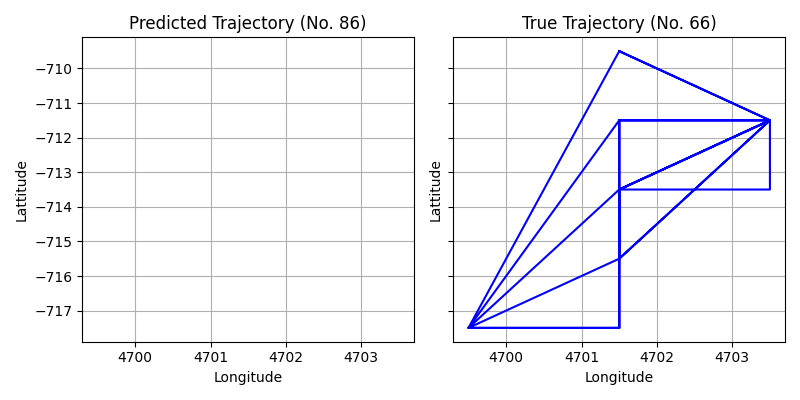 Predicted Trajectory (No. 86)
−710
−711
−712
−713
−714
−715
−716
−717
Lattitude
4700 4701 4702 4703
Longitude
True Trajectory (No. 66)
Lattitude
4700 4701 4702 4703
Longitude